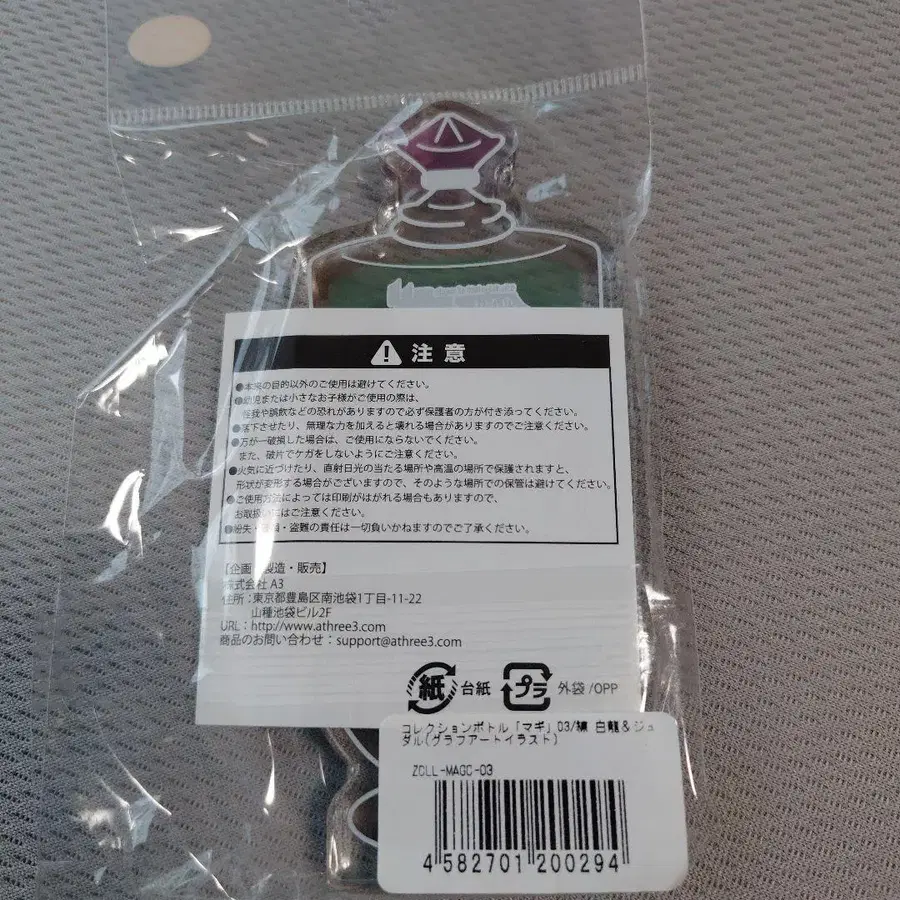 注意
●本来の目的以外のご使用は避けてください。
●幼児または小さなお子様がご使用の際は、
怪我や誤飲などの恐れがありますので必ず保護者の方が付き添ってください。
●落下させたり、無理な力を加えると壊れる場合がありますのでご注意ください。
●万が一破損した場合は、ご使用にならないでください。
また、破片でケガをしないようにご注意ください。
●火気に近づけたり、直射日光の当たる場所や高温の場所で保護されますと、
形状が変形する場合がございますので、そのような場所での保管は避けてください。
●ご使用方法によっては印刷がはがれる場合もありますので、
お取扱いにはご注意ください。
●紛失・・盗難の責任は一切負いかねますのでご了承ください。
【企画 製造・販売】
株式会社 A3
住所：東京都豊島区南池袋1丁目-11-22
山種池袋ビル2F
URL：http://www.athree3.com
商品のお問い合わせ：support@athree3.com
紙 台紙 プラ 外袋 /OPP
コレクションボトル「マギ」03/練 白龍&ジュ
ダル(グラフアートイラスト)
ZCLL-MAGC-03
4 582701 200294